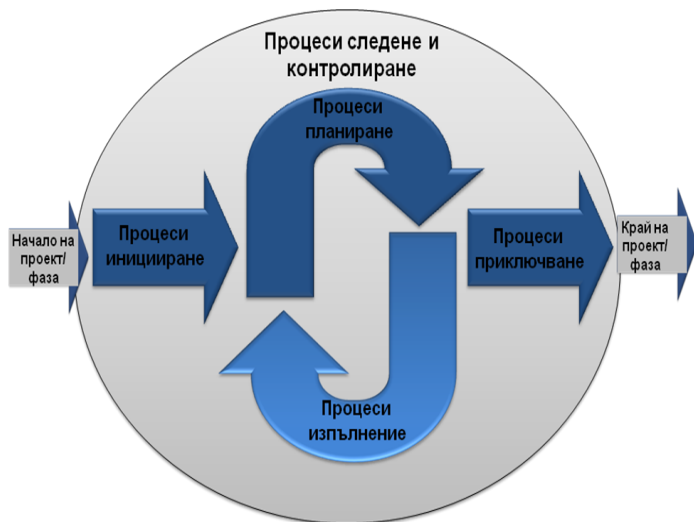 Процеси следене и
контролиране
Процеси
планиране
Начало на
проект/
фаза
Процеси
иницииране
Процеси
приключване
Край на
проект/
фаза
Процеси
изпълнение